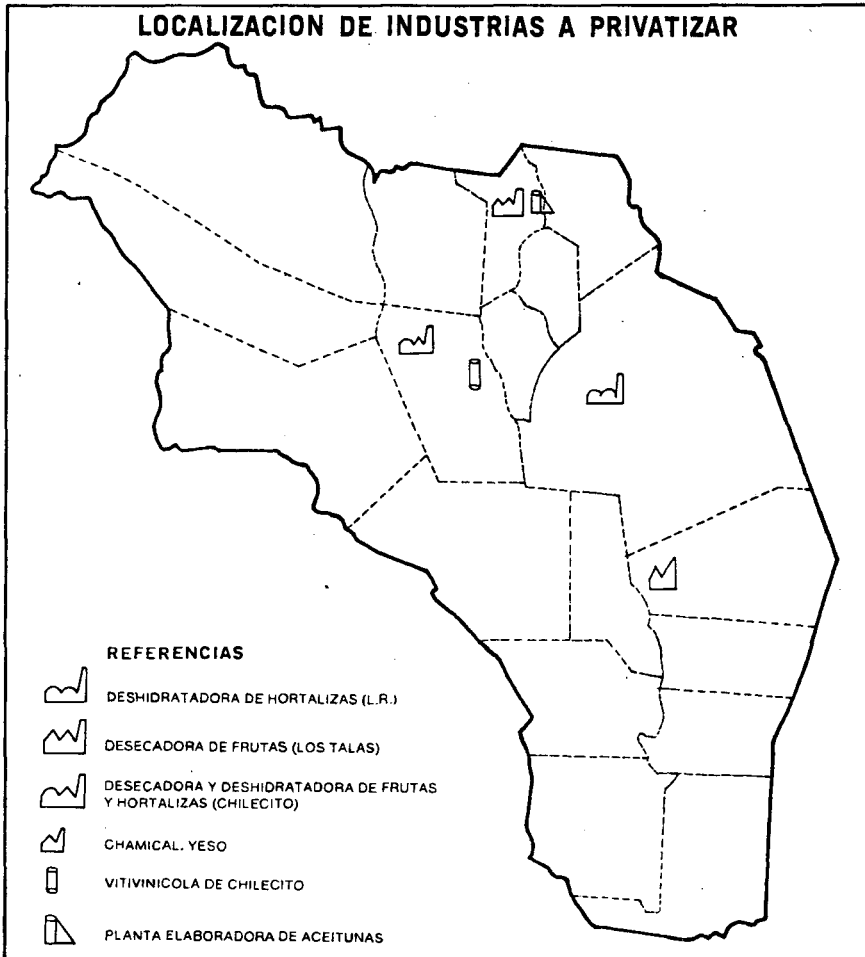 LOCALIZACION DE INDUSTRIAS A PRIVATIZAR
REFERENCIAS
DESHIDRATADORA DE HORTALIZAS (L.R.)
DESECADORA DE FRUTAS (LOS TALAS)
DESECADORA Y DESHIDRATADORA DE FRUTAS
Y HORTALIZAS (CHILECITO)
CHAMICAL. YESO
VITIVINICOLA DE CHILECITO
PLANTA ELABORADORA DE ACEITUNAS